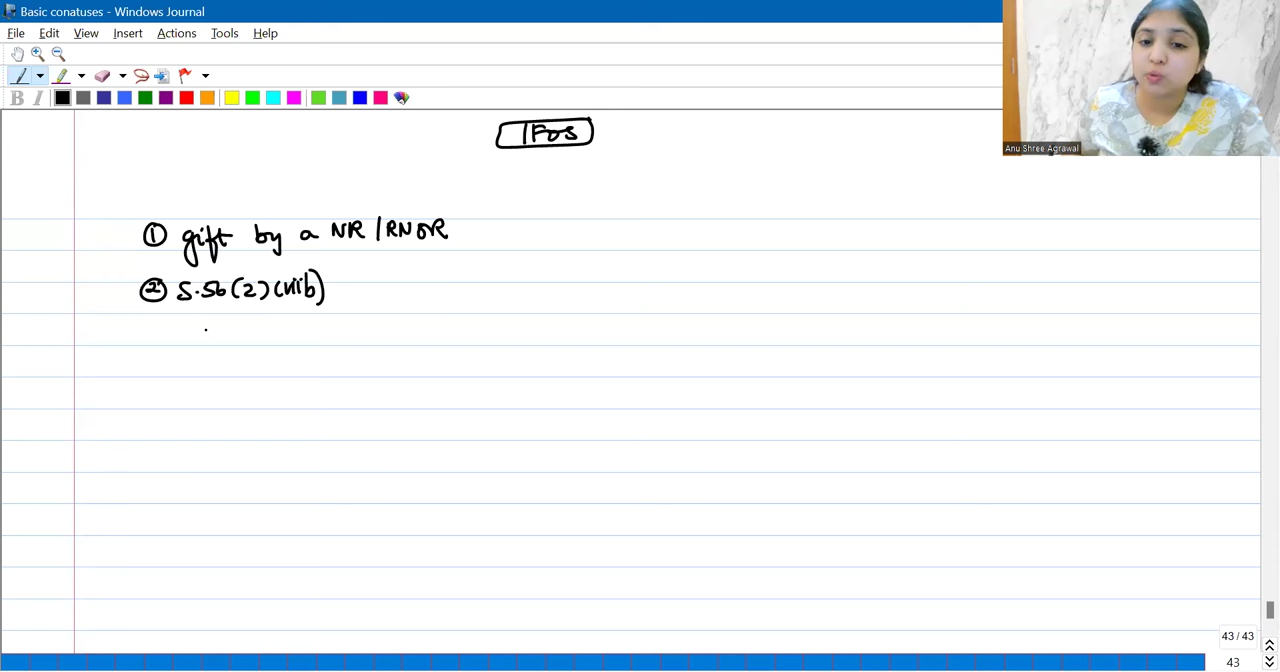 Basic conatuses - Windows Journal
File Edit View Insert Actions Tools Help
B I
IFOS
Anu Shree Agrawal
① gift by a NR/RNOR
② S.56(2)(viib)
43 / 43
43